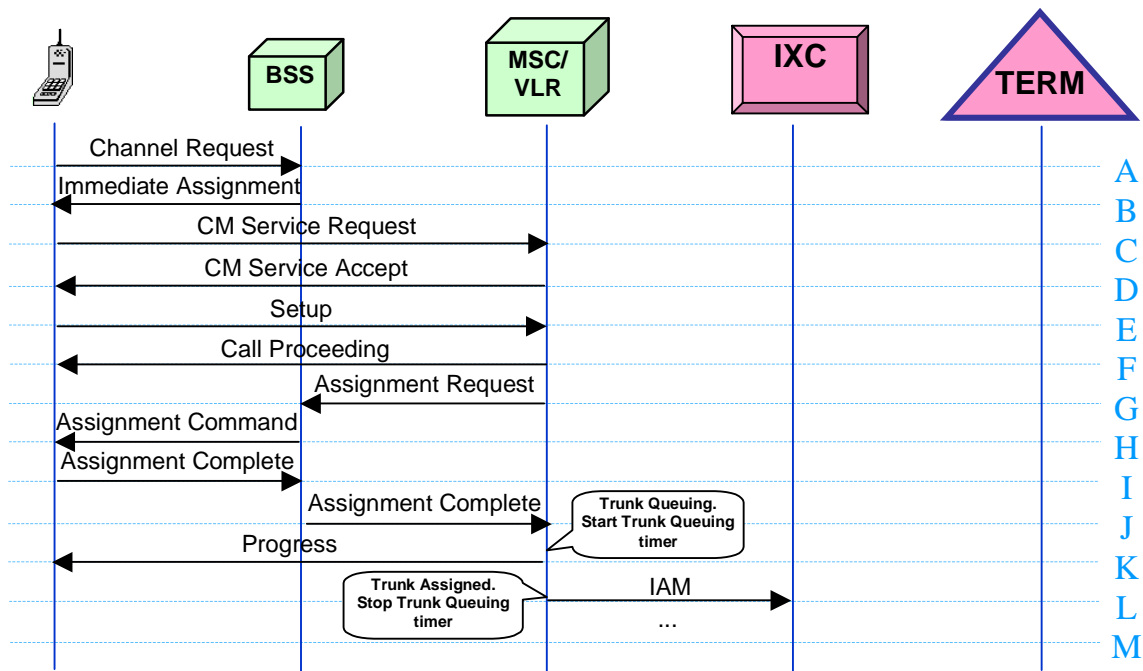 BSS
MSC/
VLR
IXC
TERM
Channel Request
A
Immediate Assignment
B
CM Service Request
C
CM Service Accept
D
Setup
E
Call Proceeding
F
Assignment Request
G
Assignment Command
H
Assignment Complete
I
Assignment Complete
J
Trunk Queuing.
Start Trunk Queuing
timer
Progress
K
Trunk Assigned.
Stop Trunk Queuing
timer
IAM
L
...
M